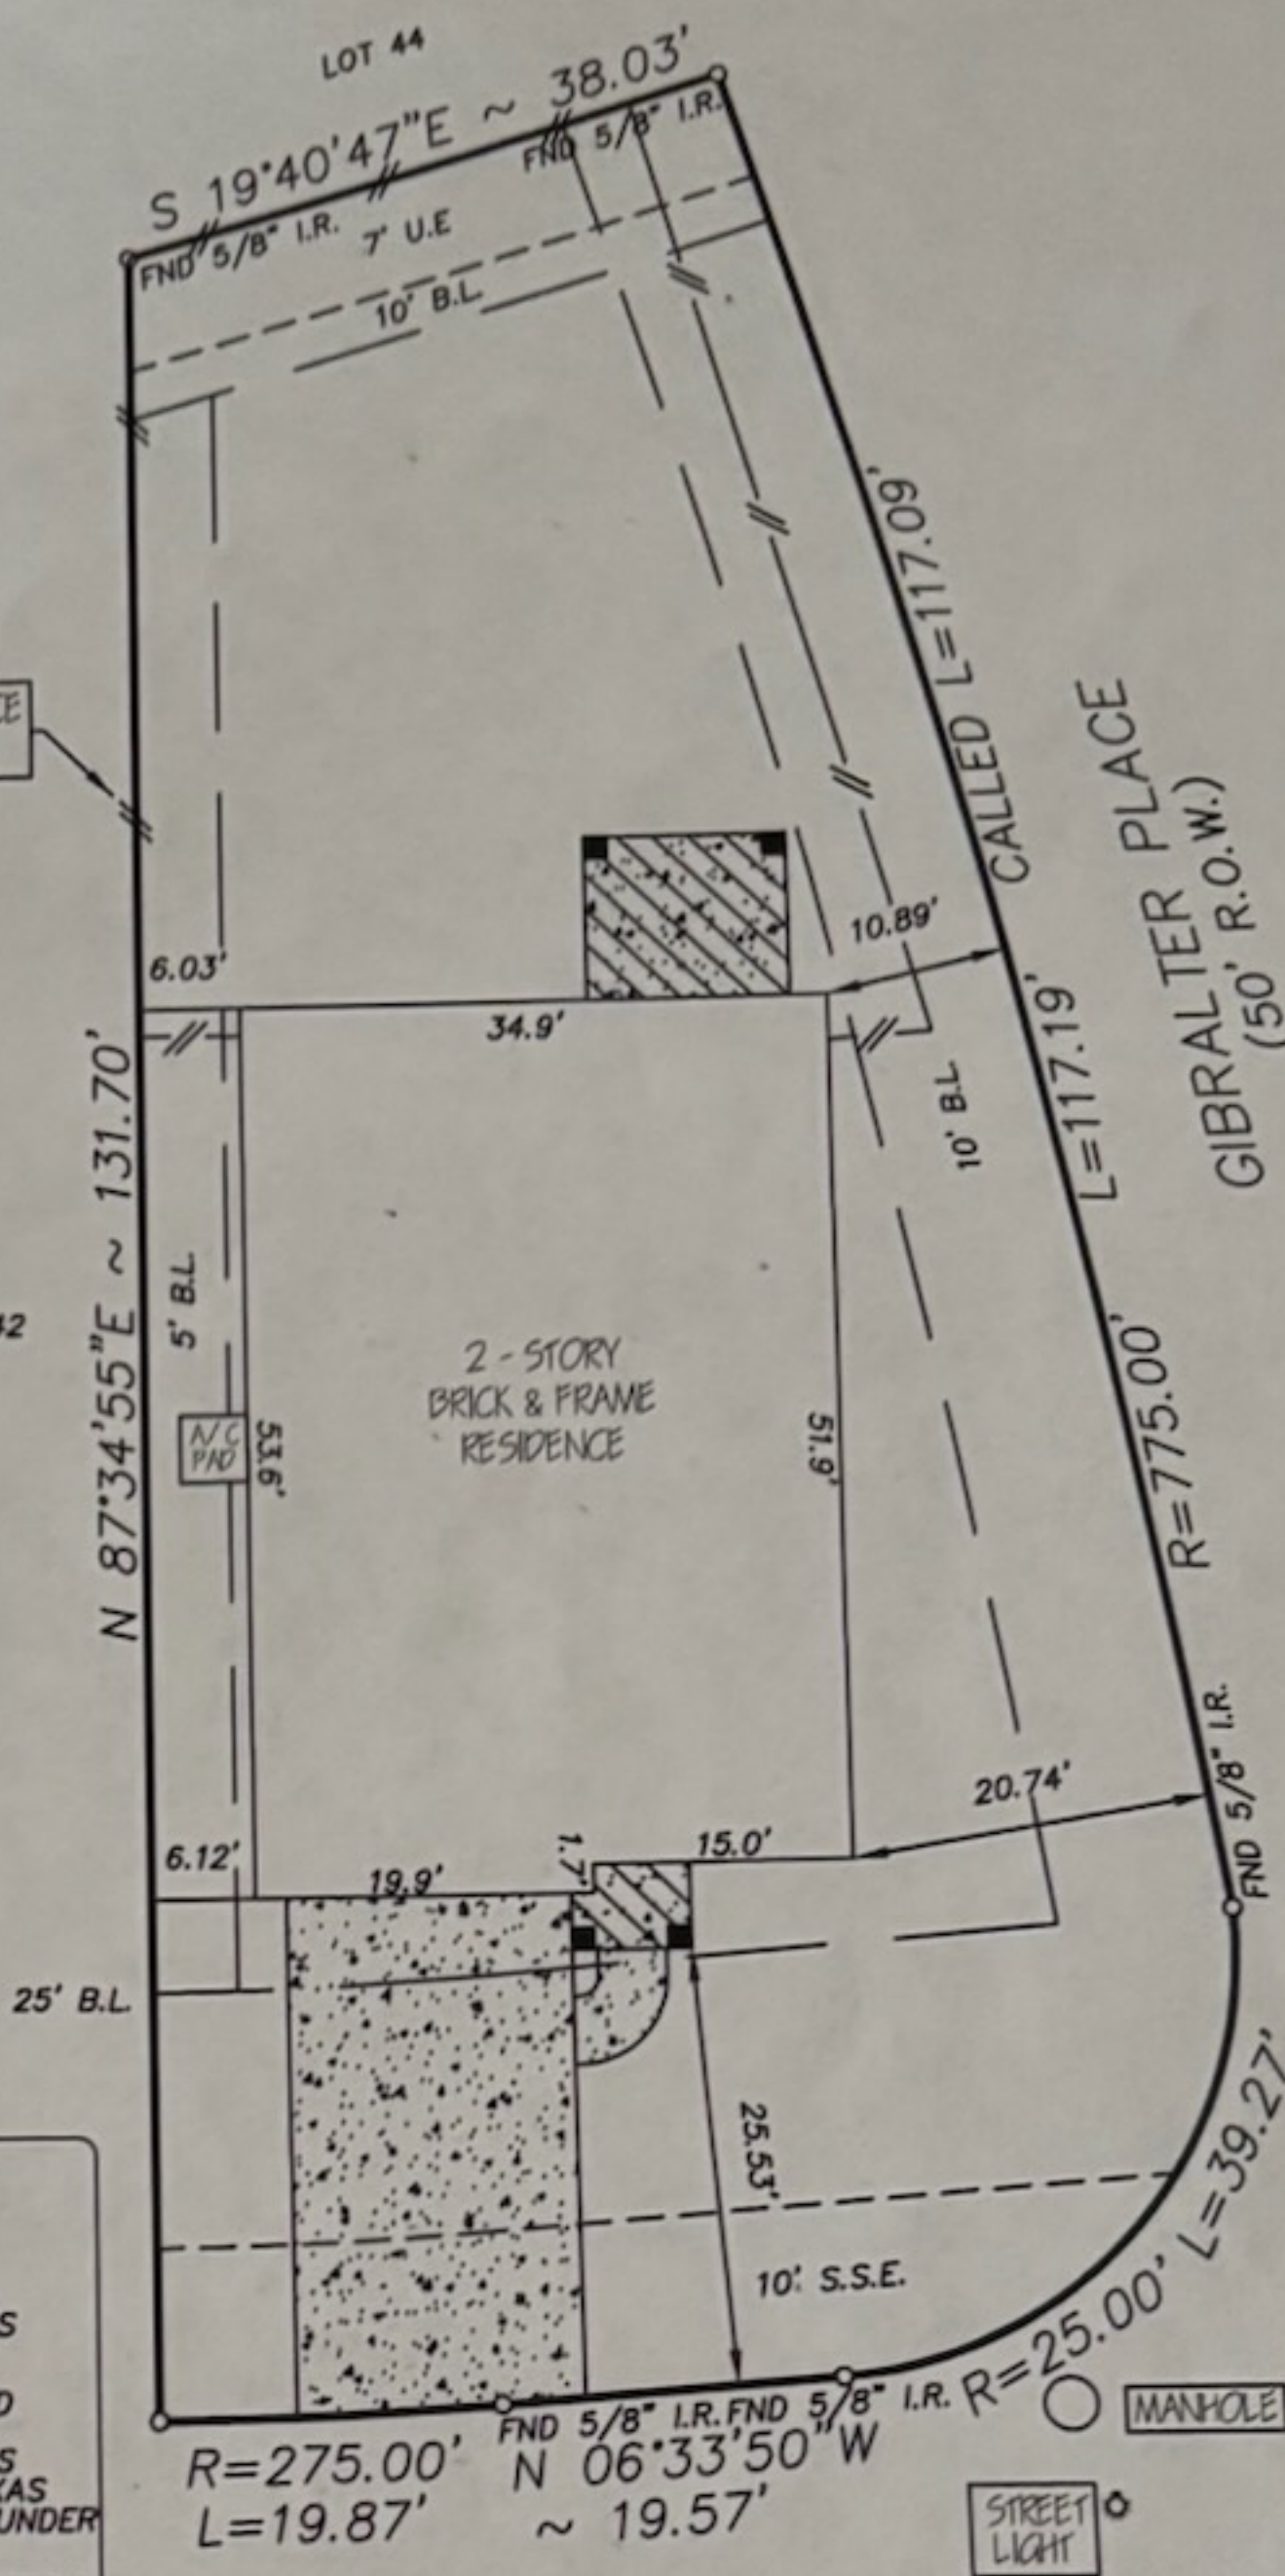 LOT 44
S 19°40'47"E ~ 38.03'
FND 5/8" I.R.
FND 5/8" I.R.
7' U.E
10' B.L
CALLED L=117.09'
GIBRALTER PLACE
(50' R.O.W.)
10.89'
6.03'
34.9'
L=117.19'
R=775.00'
10' B.L
N 87°34'55"E ~ 131.70'
5' B.L
2 - STORY
BRICK & FRAME
RESIDENCE
A/C
PAD
53.6'
51.9'
FND 5/8" I.R.
20.74'
6.12'
19.9'
1.7'
15.0'
25' B.L
25.53'
10' S.S.E.
R=25.00' L=39.27'
FND 5/8" I.R.
FND 5/8" I.R.
MANHOLE
R=275.00'
L=19.87'
N 06°33'50"W
~ 19.57'
UNDER
STREET
LIGHT